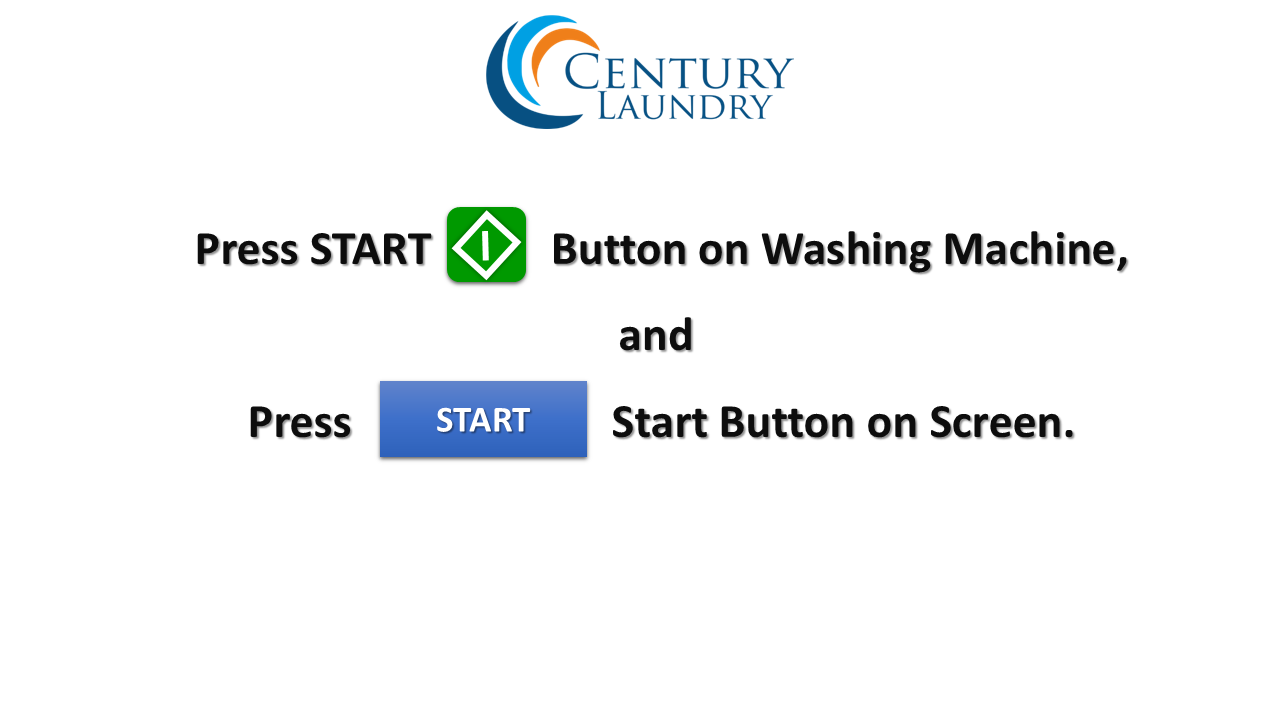 CENTURY
LAUNDRY
Press START Button on Washing Machine,
and
Press START Start Button on Screen.